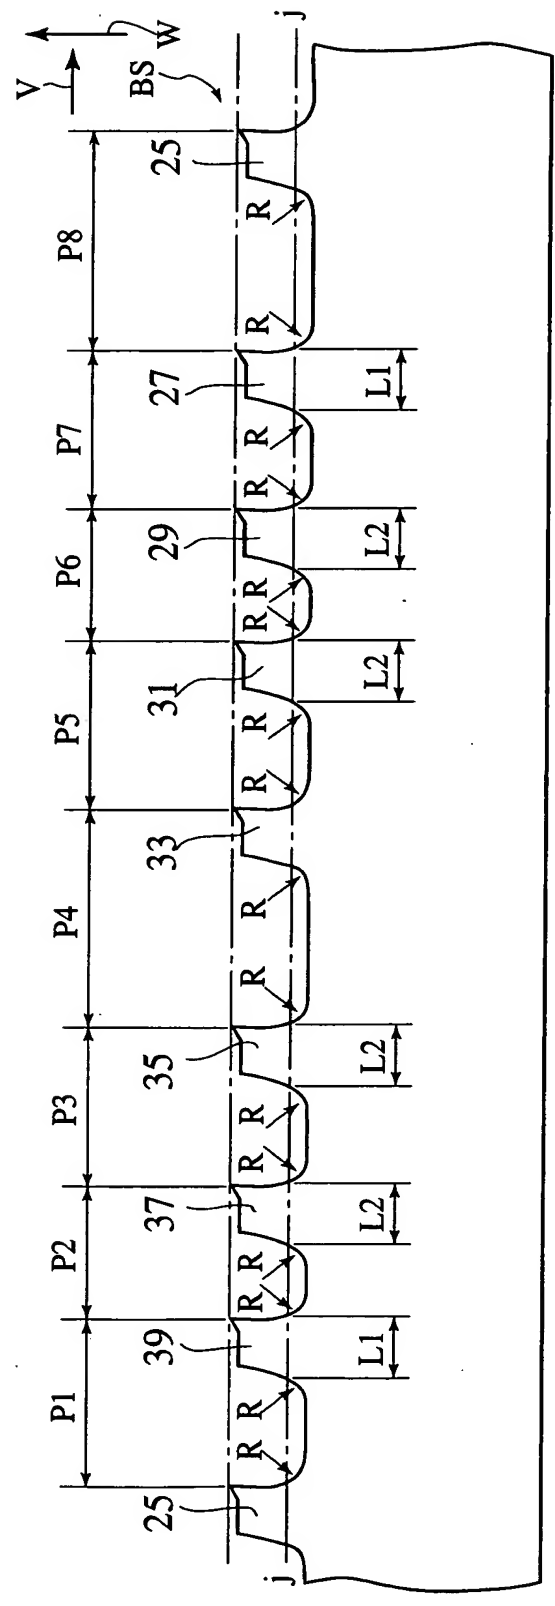 V
W
BS
j
P1 P2 P3 P4 P5 P6 P7 P8
25 39 37 35 33 31 29 27 25
R R R R R R R R R R R R R R R R
j
L1 L2 L2 L2 L2 L1